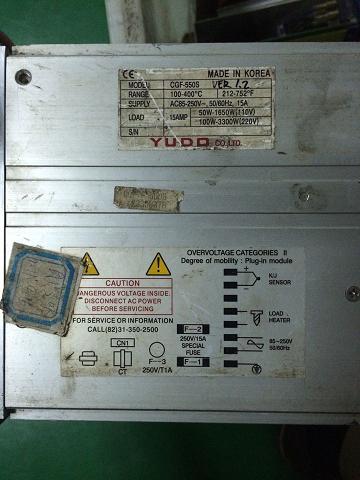 CE MADE IN KOREA
MODEL CGF-550S VER 1.2
RANGE 100-400°C 212-752°F
SUPPLY AC85-250V~, 50/60Hz, 15A
LOAD 15AMP 50W-1650W(110V)
100W-3300W(220V)
S/N
YUDO CO.,LTD.
OVERVOLTAGE CATEGORIES II
Degree of mobility : Plug-in module
CAUTION
DANGEROUS VOLTAGE INSIDE.
DISCONNECT AC POWER
BEFORE SERVICING
FOR SERVICE OR INFORMATION
CALL(82)31-350-2500
CN1
CT
F-3
250V/T1A
F-2
250V/15A
SPECIAL
FUSE
F-1
+
K/J
SENSOR
-
LOAD
HEATER
85~250V
50/60Hz